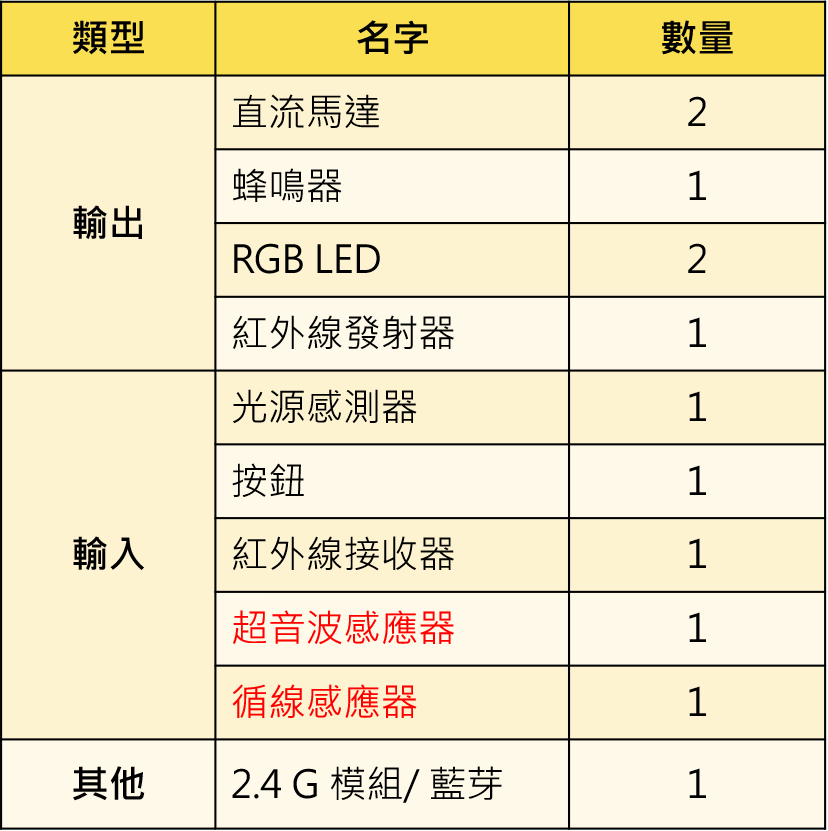 類型 名字 數量
輸出
直流馬達 2
蜂鳴器 1
RGB LED 2
紅外線發射器 1
輸入
光源感測器 1
按鈕 1
紅外線接收器 1
超音波感應器 1
循線感應器 1
其他 2.4 G 模組/ 藍芽 1